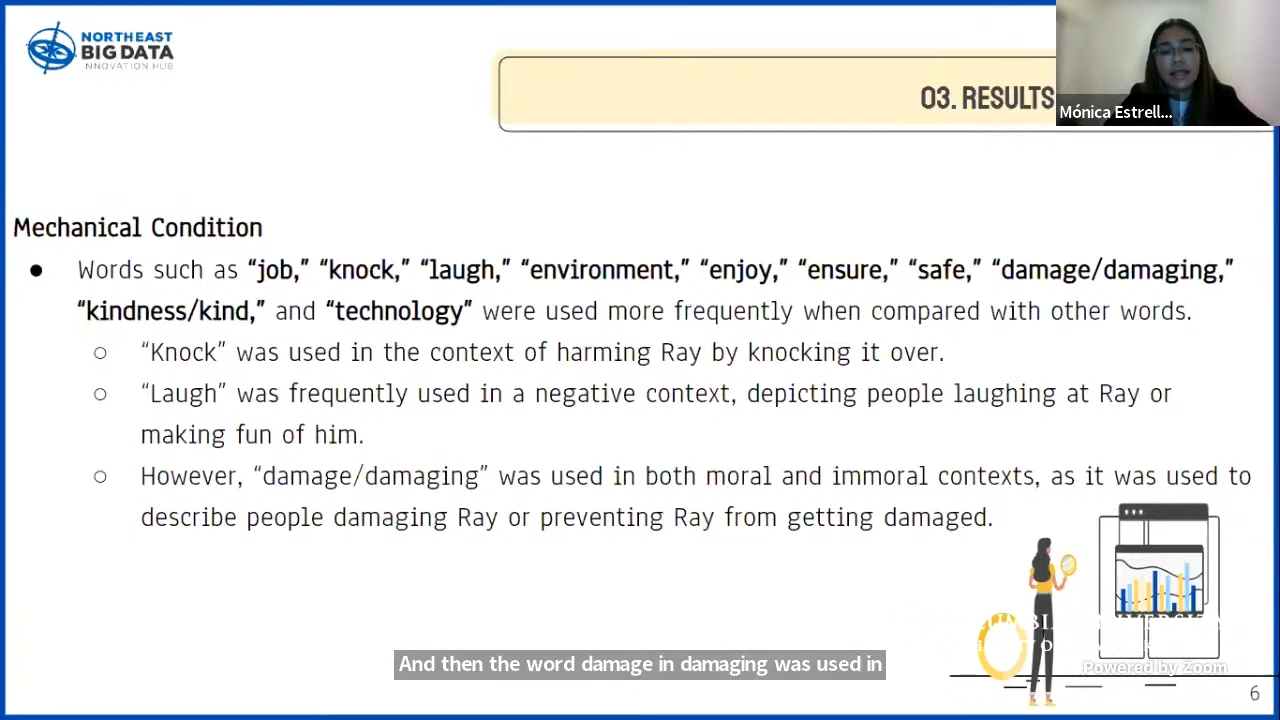 NORTHEAST
BIG DATA
INNOVATION HUB
03. RESULTS
Mónica Estrell...
Mechanical Condition
● Words such as “job,” “knock,” “laugh,” “environment,” “enjoy,” “ensure,” “safe,” “damage/damaging,”
“kindness/kind,” and “technology” were used more frequently when compared with other words.
○ “Knock” was used in the context of harming Ray by knocking it over.
○ “Laugh” was frequently used in a negative context, depicting people laughing at Ray or
making fun of him.
○ However, “damage/damaging” was used in both moral and immoral contexts, as it was used to
describe people damaging Ray or preventing Ray from getting damaged.
And then the word damage in damaging was used in
Powered by Zoom
6